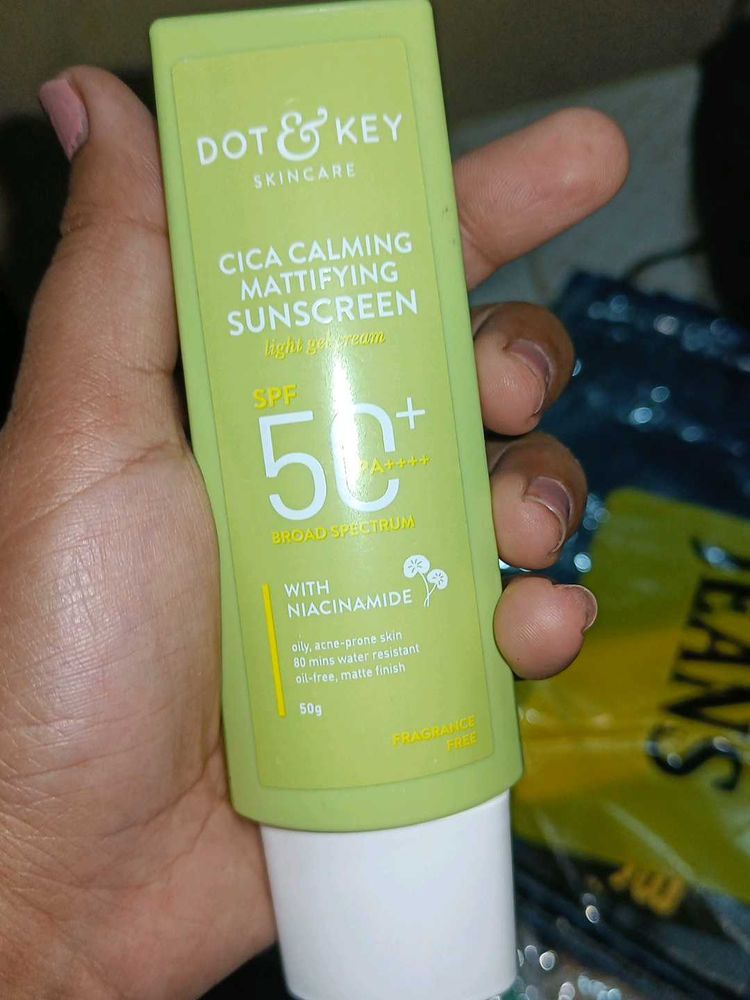 DOT & KEY
SKINCARE
CICA CALMING
MATTIFYING
SUNSCREEN
light gel cream
SPF
50+
PA++++
BROAD SPECTRUM
WITH
NIACINAMIDE
oily, acne-prone skin
80 mins water resistant
oil-free, matte finish
50g
FRAGRANCE
FREE